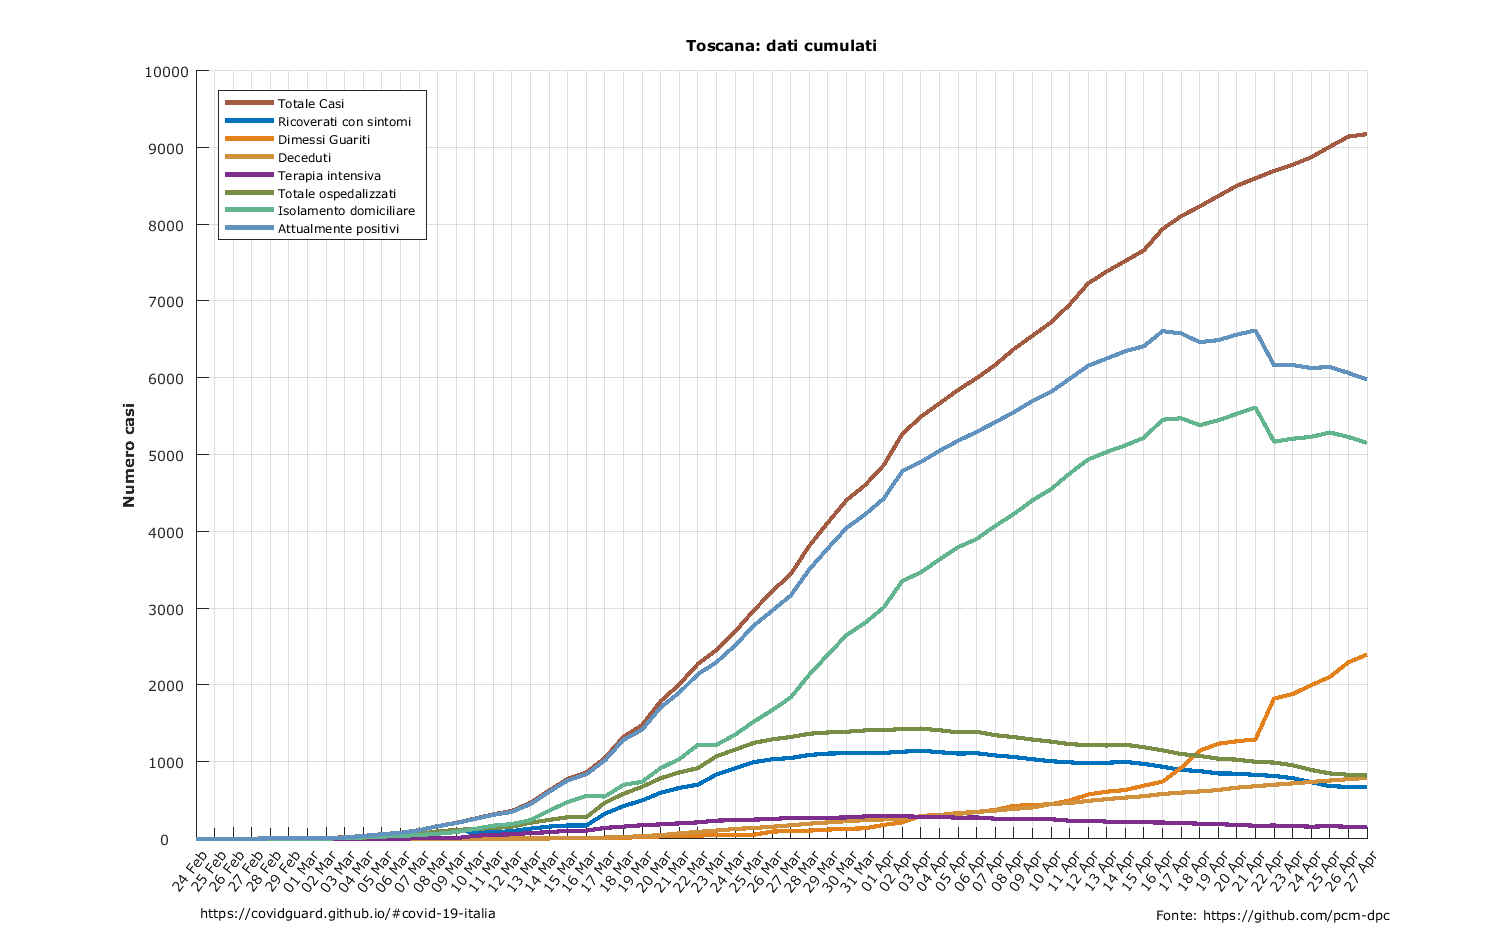 Toscana: dati cumulati
10000
9000
8000
7000
6000
5000
4000
3000
2000
1000
0
Numero casi
Totale Casi
Ricoverati con sintomi
Dimessi Guariti
Deceduti
Terapia intensiva
Totale ospedalizzati
Isolamento domiciliare
Attualmente positivi
24 Feb
25 Feb
26 Feb
27 Feb
28 Feb
29 Feb
01 Mar
02 Mar
03 Mar
04 Mar
05 Mar
06 Mar
07 Mar
08 Mar
09 Mar
10 Mar
11 Mar
12 Mar
13 Mar
14 Mar
15 Mar
16 Mar
17 Mar
18 Mar
19 Mar
20 Mar
21 Mar
22 Mar
23 Mar
24 Mar
25 Mar
26 Mar
27 Mar
28 Mar
29 Mar
30 Mar
31 Mar
01 Apr
02 Apr
03 Apr
04 Apr
05 Apr
06 Apr
07 Apr
08 Apr
09 Apr
10 Apr
11 Apr
12 Apr
13 Apr
14 Apr
15 Apr
16 Apr
17 Apr
18 Apr
19 Apr
20 Apr
21 Apr
22 Apr
23 Apr
24 Apr
25 Apr
26 Apr
27 Apr
https://covidguard.github.io/#covid-19-italia
Fonte: https://github.com/pcm-dpc